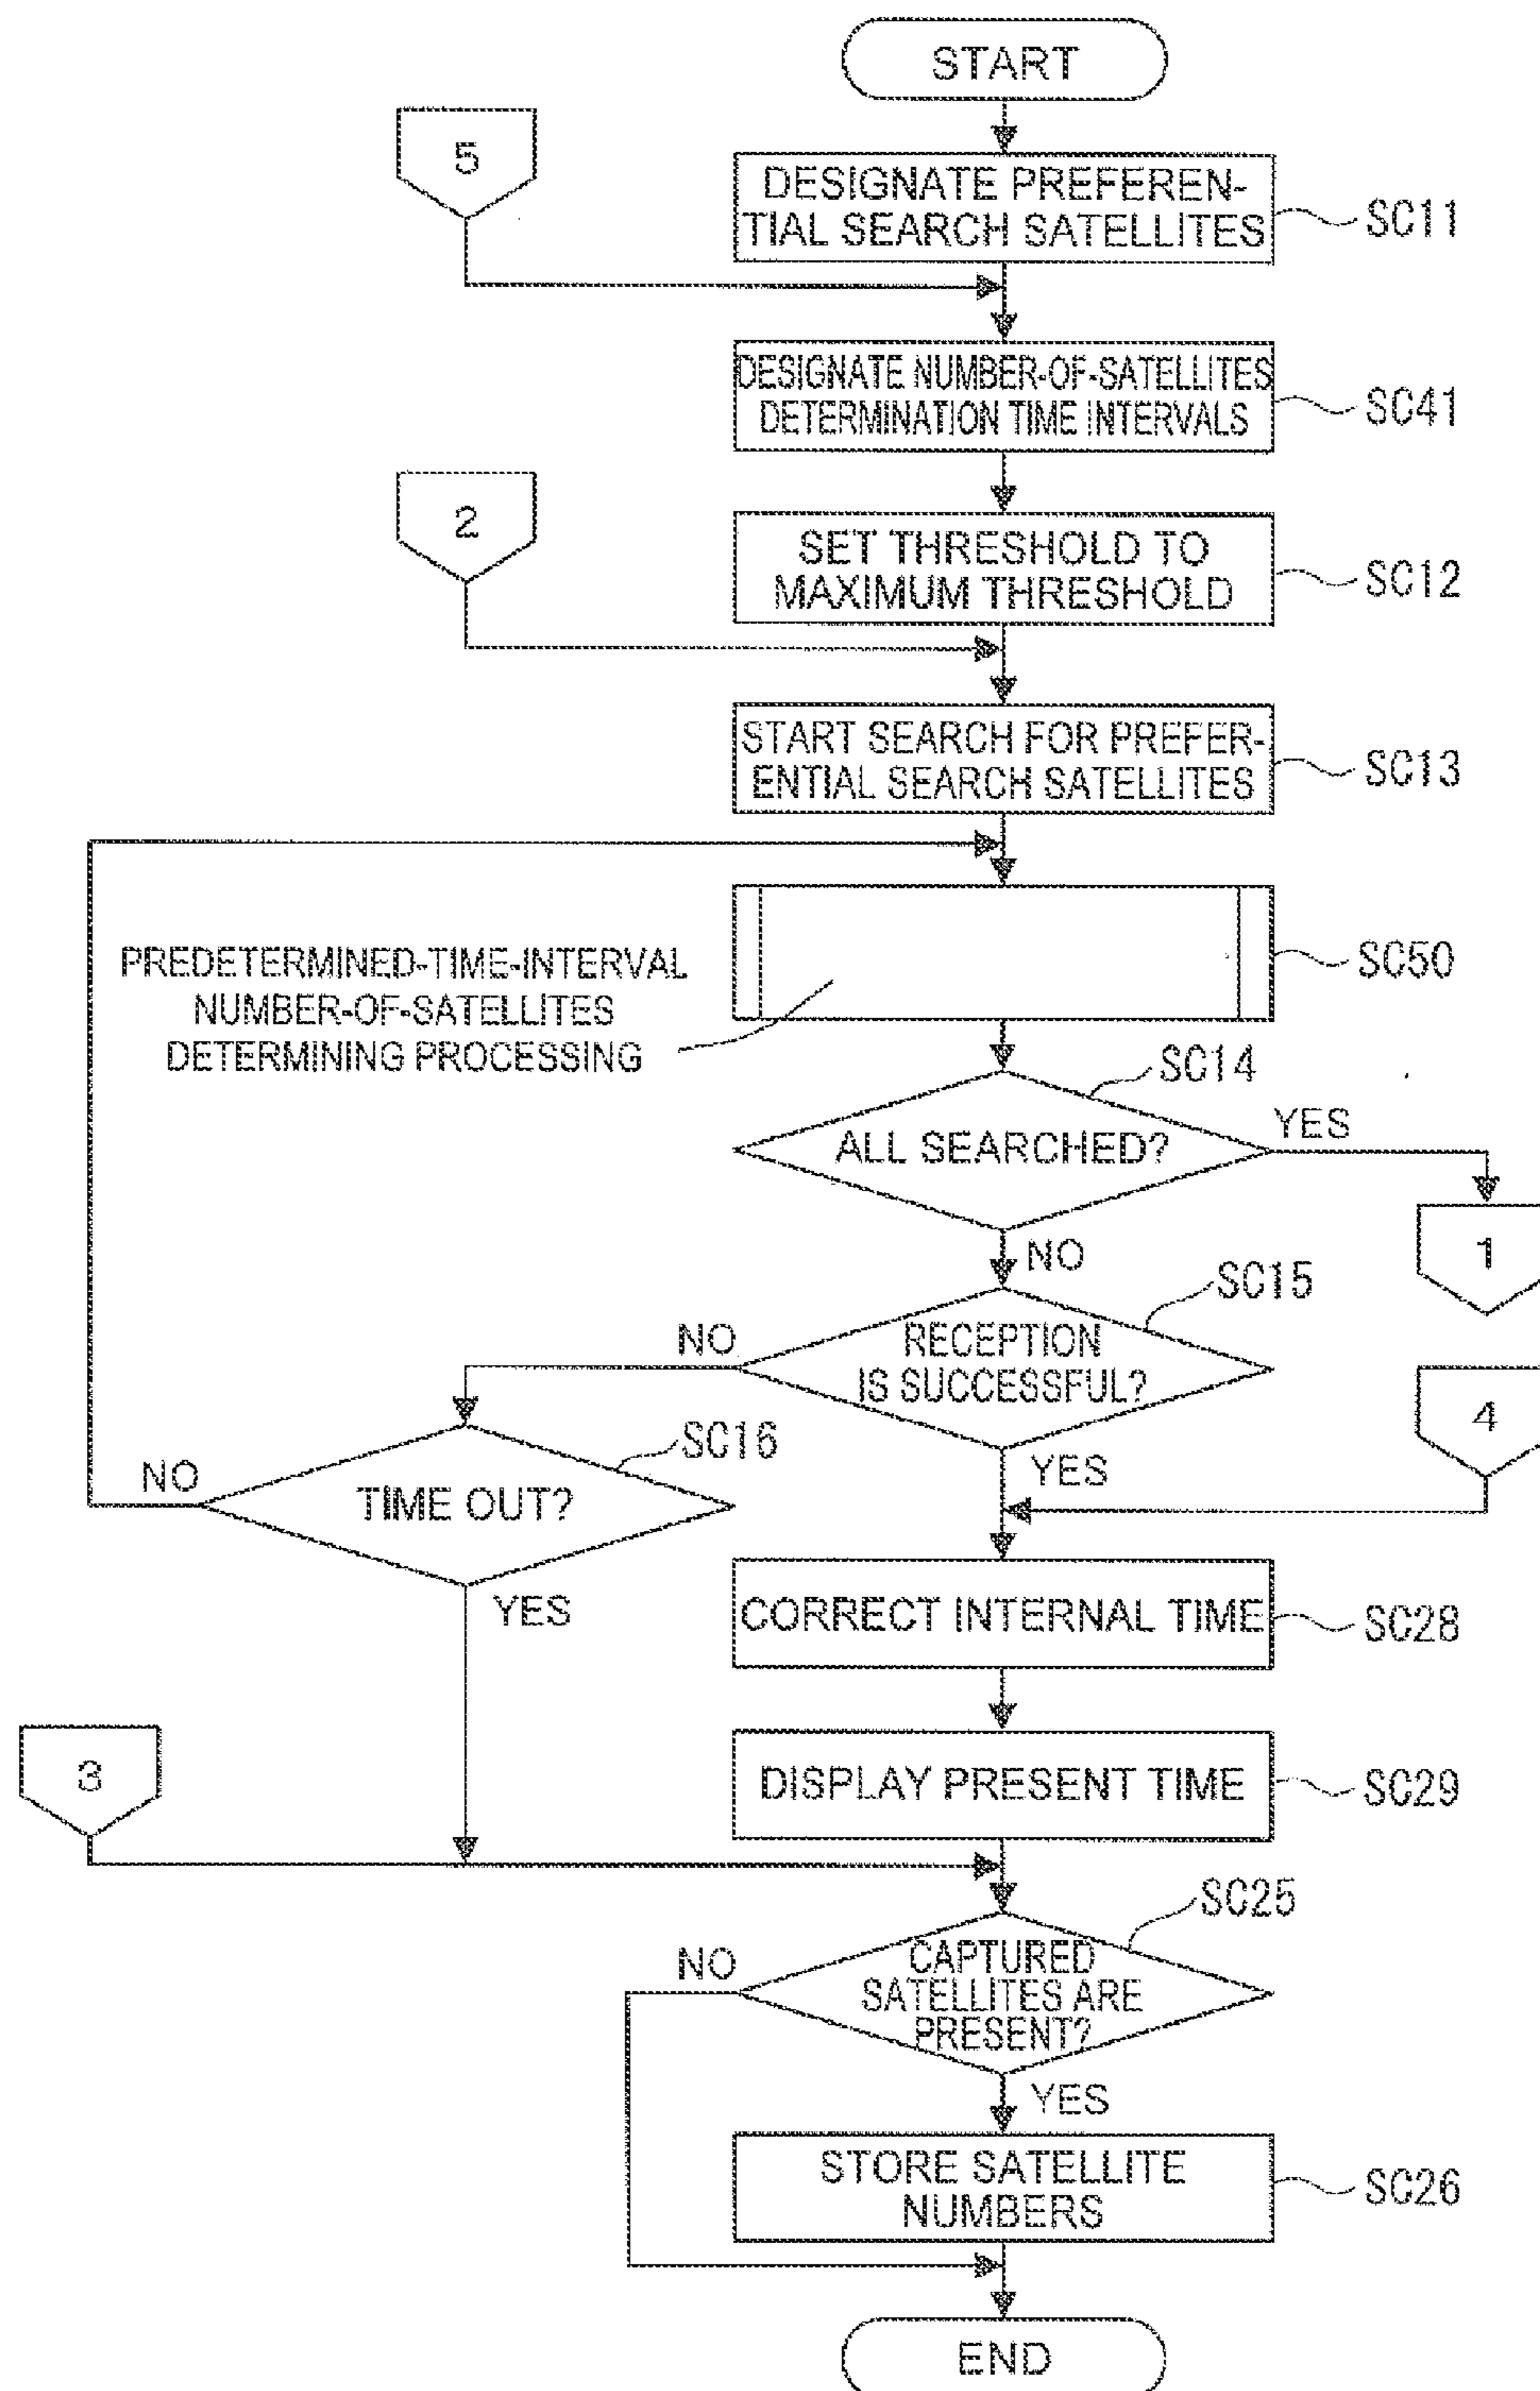 START
5
DESIGNATE PREFEREN-
TIAL SEARCH SATELLITES
SC11
DESIGNATE NUMBER-OF-SATELLITES
DETERMINATION TIME INTERVALS
SC41
2
SET THRESHOLD TO
MAXIMUM THRESHOLD
SC12
START SEARCH FOR PREFER-
ENTIAL SEARCH SATELLITES
SC13
PREDETERMINED-TIME-INTERVAL
NUMBER-OF-SATELLITES
DETERMINING PROCESSING
SC50
SC14
ALL SEARCHED?
YES
1
NO
SC15
RECEPTION
IS SUCCESSFUL?
NO
4
SC16
TIME OUT?
NO
YES
YES
CORRECT INTERNAL TIME
SC28
3
DISPLAY PRESENT TIME
SC29
SC25
CAPTURED
SATELLITES ARE
PRESENT?
NO
YES
STORE SATELLITE
NUMBERS
SC26
END